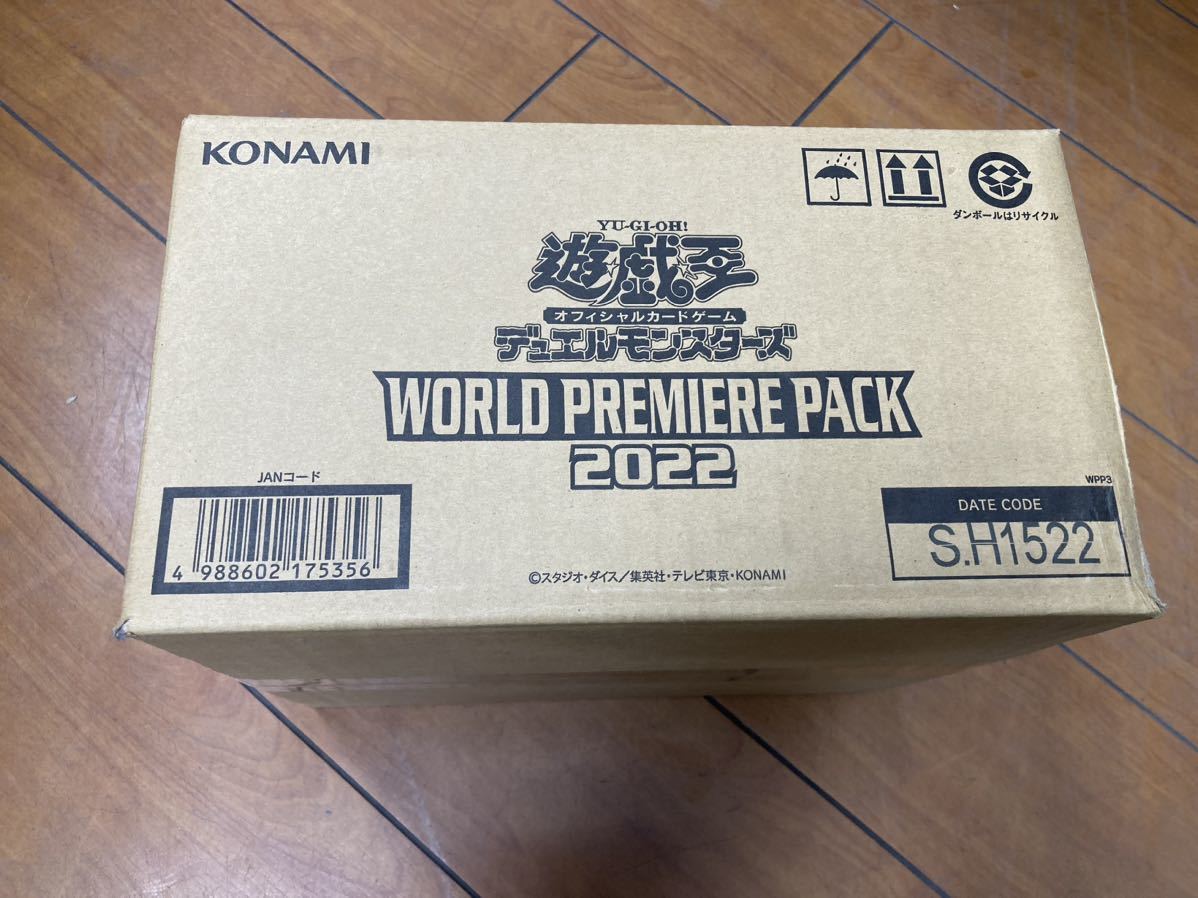 KONAMI
ダンボールはリサイクル
YU-GI-OH!
遊戯王
オフィシャルカードゲーム
デュエルモンスターズ
WORLD PREMIERE PACK
2022
JANコード
4 988602 175356
WPP3
DATE CODE
S.H1522
©スタジオ・ダイス/集英社・テレビ東京・KONAMI